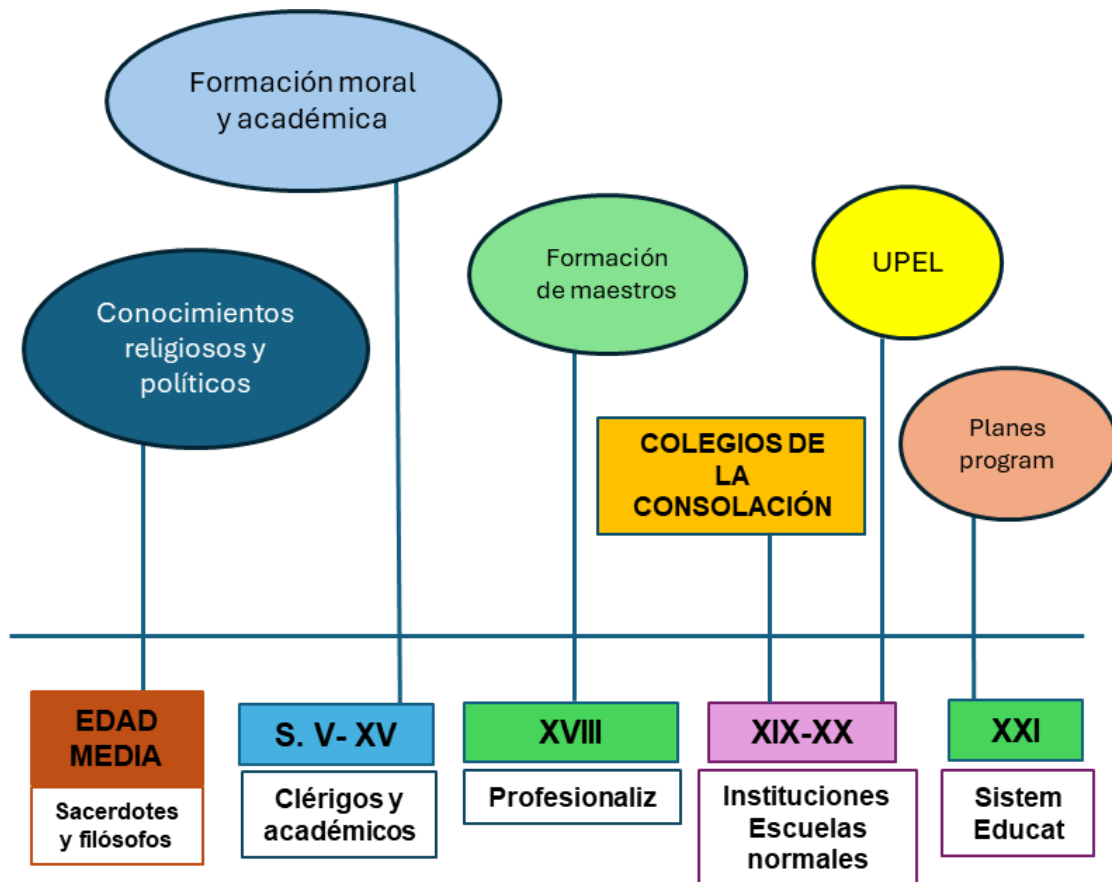 Formación moral
y académica
Conocimientos
religiosos y
políticos
Formación
de maestros
UPEL
COLEGIOS DE
LA
CONSOLACIÓN
Planes
program
EDAD
MEDIA
Sacerdotes
y filósofos
S. V- XV
Clérigos y
académicos
XVIII
Profesionaliz
XIX-XX
Instituciones
Escuelas
normales
XXI
Sistem
Educat